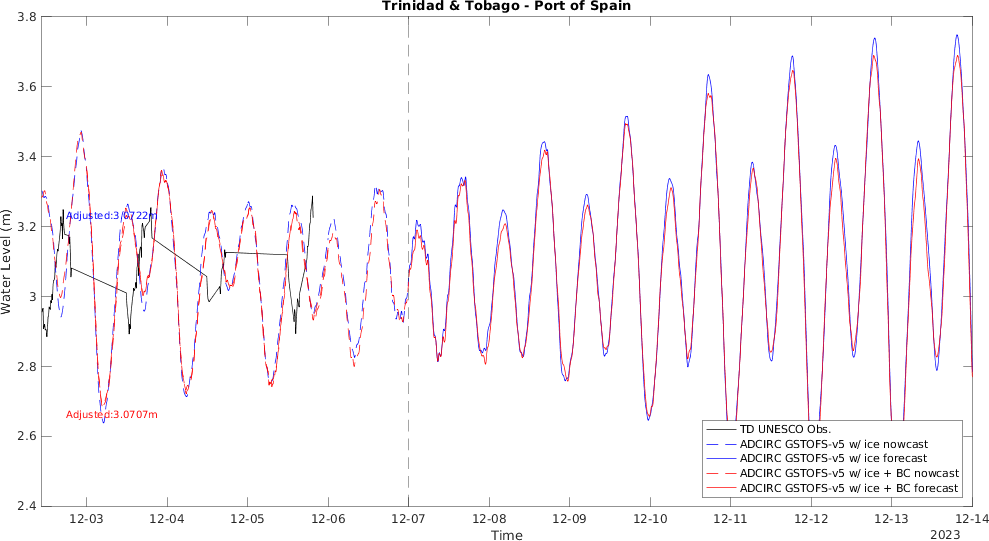 Trinidad & Tobago - Port of Spain
3.8
3.6
3.4
3.2
3
2.8
2.6
2.4
Water Level (m)
Adjusted:3.0722m
Adjusted:3.0707m
TD UNESCO Obs.
ADCIRC GSTOFS-v5 w/ ice nowcast
ADCIRC GSTOFS-v5 w/ ice forecast
ADCIRC GSTOFS-v5 w/ ice + BC nowcast
ADCIRC GSTOFS-v5 w/ ice + BC forecast
12-03 12-04 12-05 12-06 12-07 12-08 12-09 12-10 12-11 12-12 12-13 12-14
Time
2023